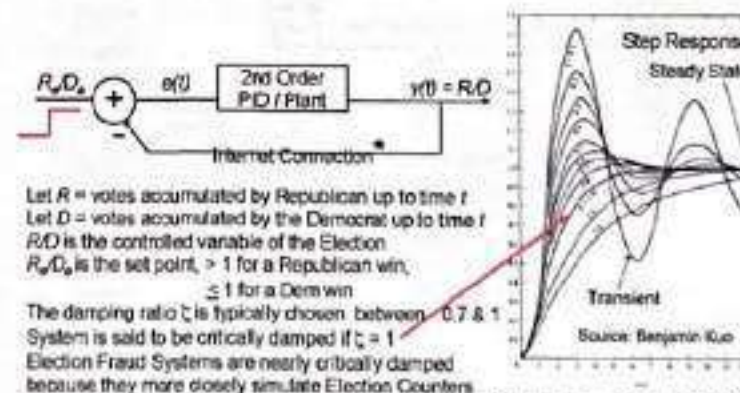 Step Response
Steady State
2nd Order
PID / Plant
Rₒ/Dₒ
e(t)
y(t) = R/D
+
−
Internet Connection
Let R = votes accumulated by Republican up to time t
Let D = votes accumulated by the Democrat up to time t
R/D is the controlled variable of the Election
Rₒ/Dₒ is the set point, > 1 for a Republican win,
≤ 1 for a Dem win
The damping ratio ζ is typically chosen between 0.7 & 1
System is said to be critically damped if ζ = 1
Election Fraud Systems are nearly critically damped
because they more closely simulate Election Counters
Transient
Source: Benjamin Kuo